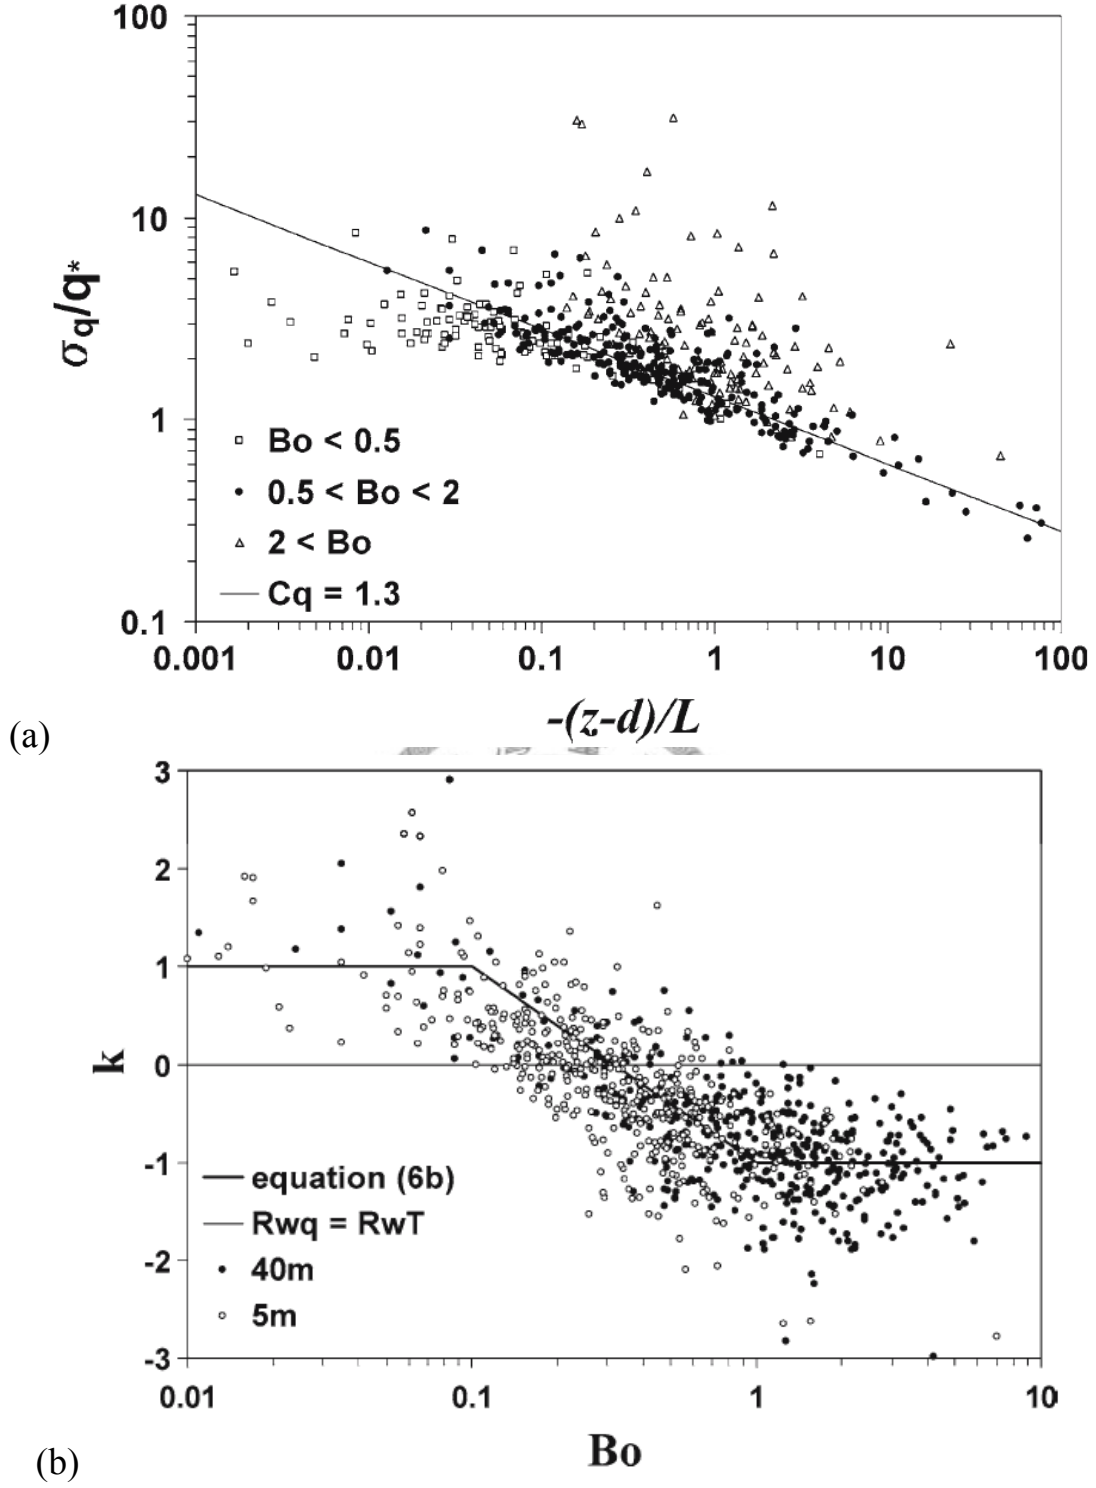 100
10
1
0.1
σq/q*
Bo < 0.5
0.5 < Bo < 2
2 < Bo
Cq = 1.3
0.001 0.01 0.1 1 10 100
-(z-d)/L
(a)
3
2
1
0
-1
-2
-3
k
equation (6b)
Rwq = RwT
40m
5m
0.01 0.1 1 10
Bo
(b)